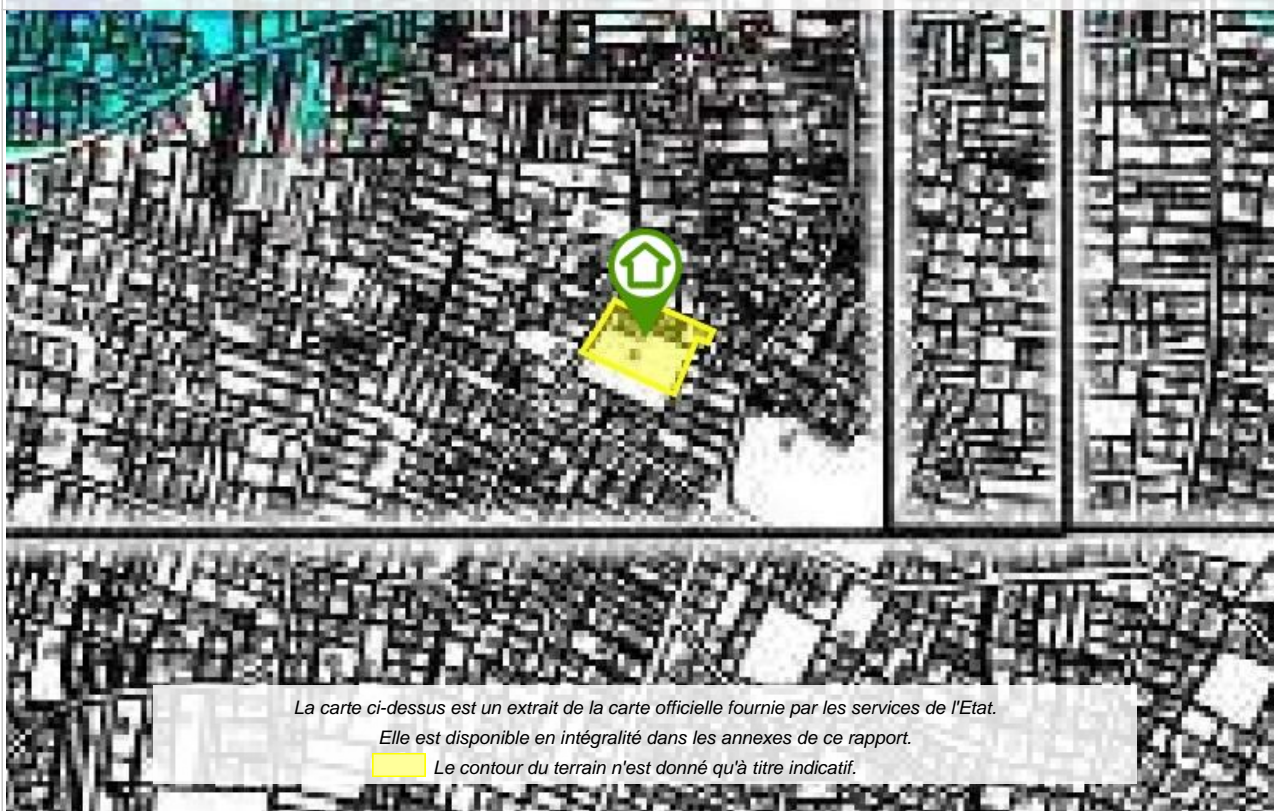 La carte ci-dessus est un extrait de la carte officielle fournie par les services de l'Etat.
Elle est disponible en intégralité dans les annexes de ce rapport.
Le contour du terrain n'est donné qu'à titre indicatif.